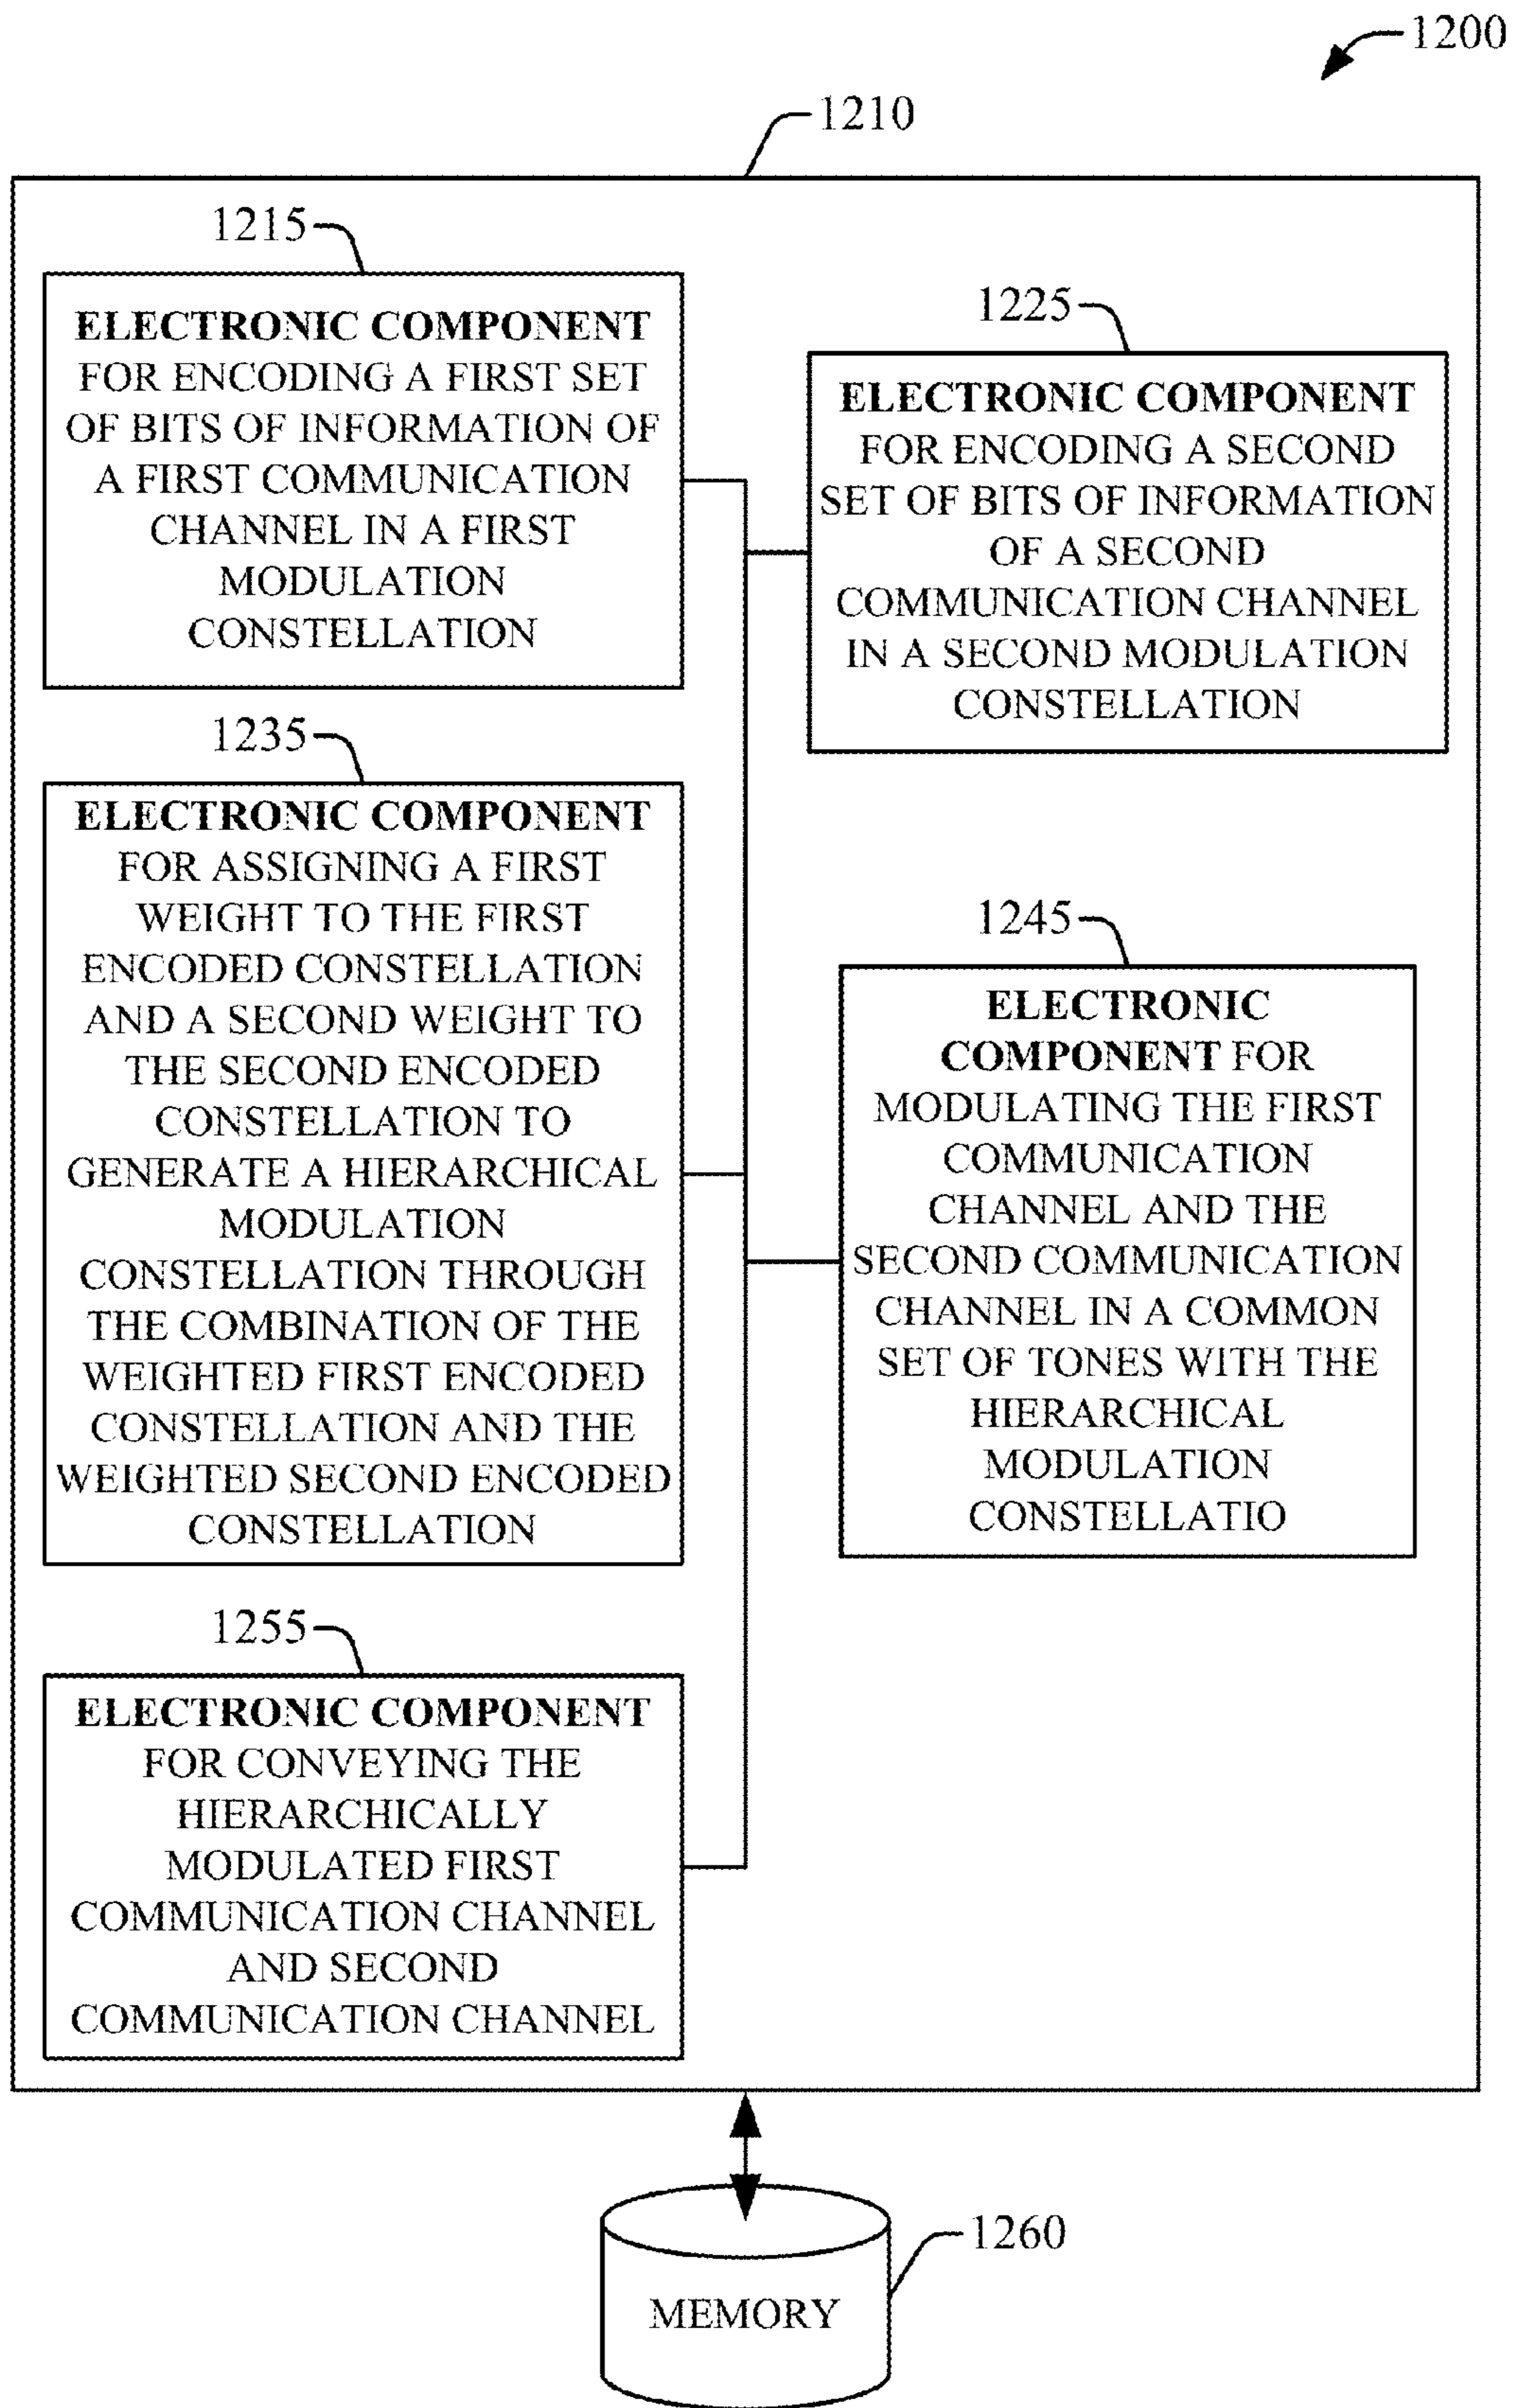 1200
1210
1215
ELECTRONIC COMPONENT
FOR ENCODING A FIRST SET
OF BITS OF INFORMATION OF
A FIRST COMMUNICATION
CHANNEL IN A FIRST
MODULATION
CONSTELLATION
1225
ELECTRONIC COMPONENT
FOR ENCODING A SECOND
SET OF BITS OF INFORMATION
OF A SECOND
COMMUNICATION CHANNEL
IN A SECOND MODULATION
CONSTELLATION
1235
ELECTRONIC COMPONENT
FOR ASSIGNING A FIRST
WEIGHT TO THE FIRST
ENCODED CONSTELLATION
AND A SECOND WEIGHT TO
THE SECOND ENCODED
CONSTELLATION TO
GENERATE A HIERARCHICAL
MODULATION
CONSTELLATION THROUGH
THE COMBINATION OF THE
WEIGHTED FIRST ENCODED
CONSTELLATION AND THE
WEIGHTED SECOND ENCODED
CONSTELLATION
1245
ELECTRONIC
COMPONENT FOR
MODULATING THE FIRST
COMMUNICATION
CHANNEL AND THE
SECOND COMMUNICATION
CHANNEL IN A COMMON
SET OF TONES WITH THE
HIERARCHICAL
MODULATION
CONSTELLATIO
1255
ELECTRONIC COMPONENT
FOR CONVEYING THE
HIERARCHICALLY
MODULATED FIRST
COMMUNICATION CHANNEL
AND SECOND
COMMUNICATION CHANNEL
1260
MEMORY